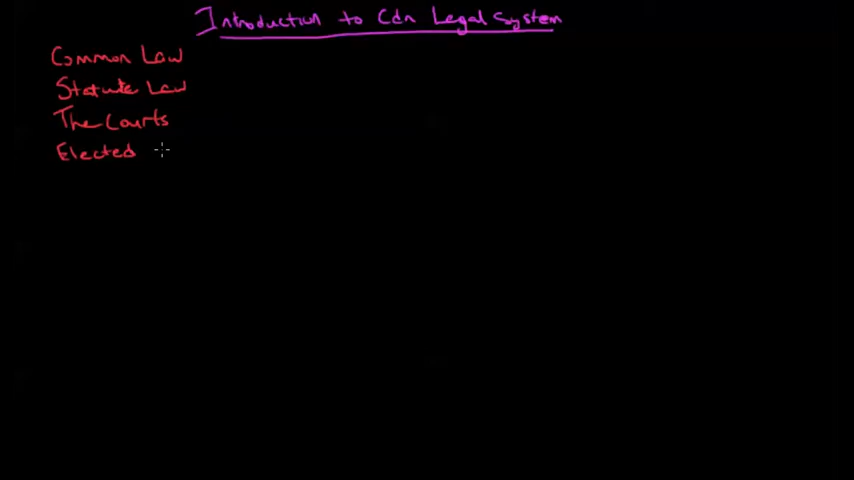 Introduction to Cdn Legal System
Common Law
Statute Law
The Courts
Elected